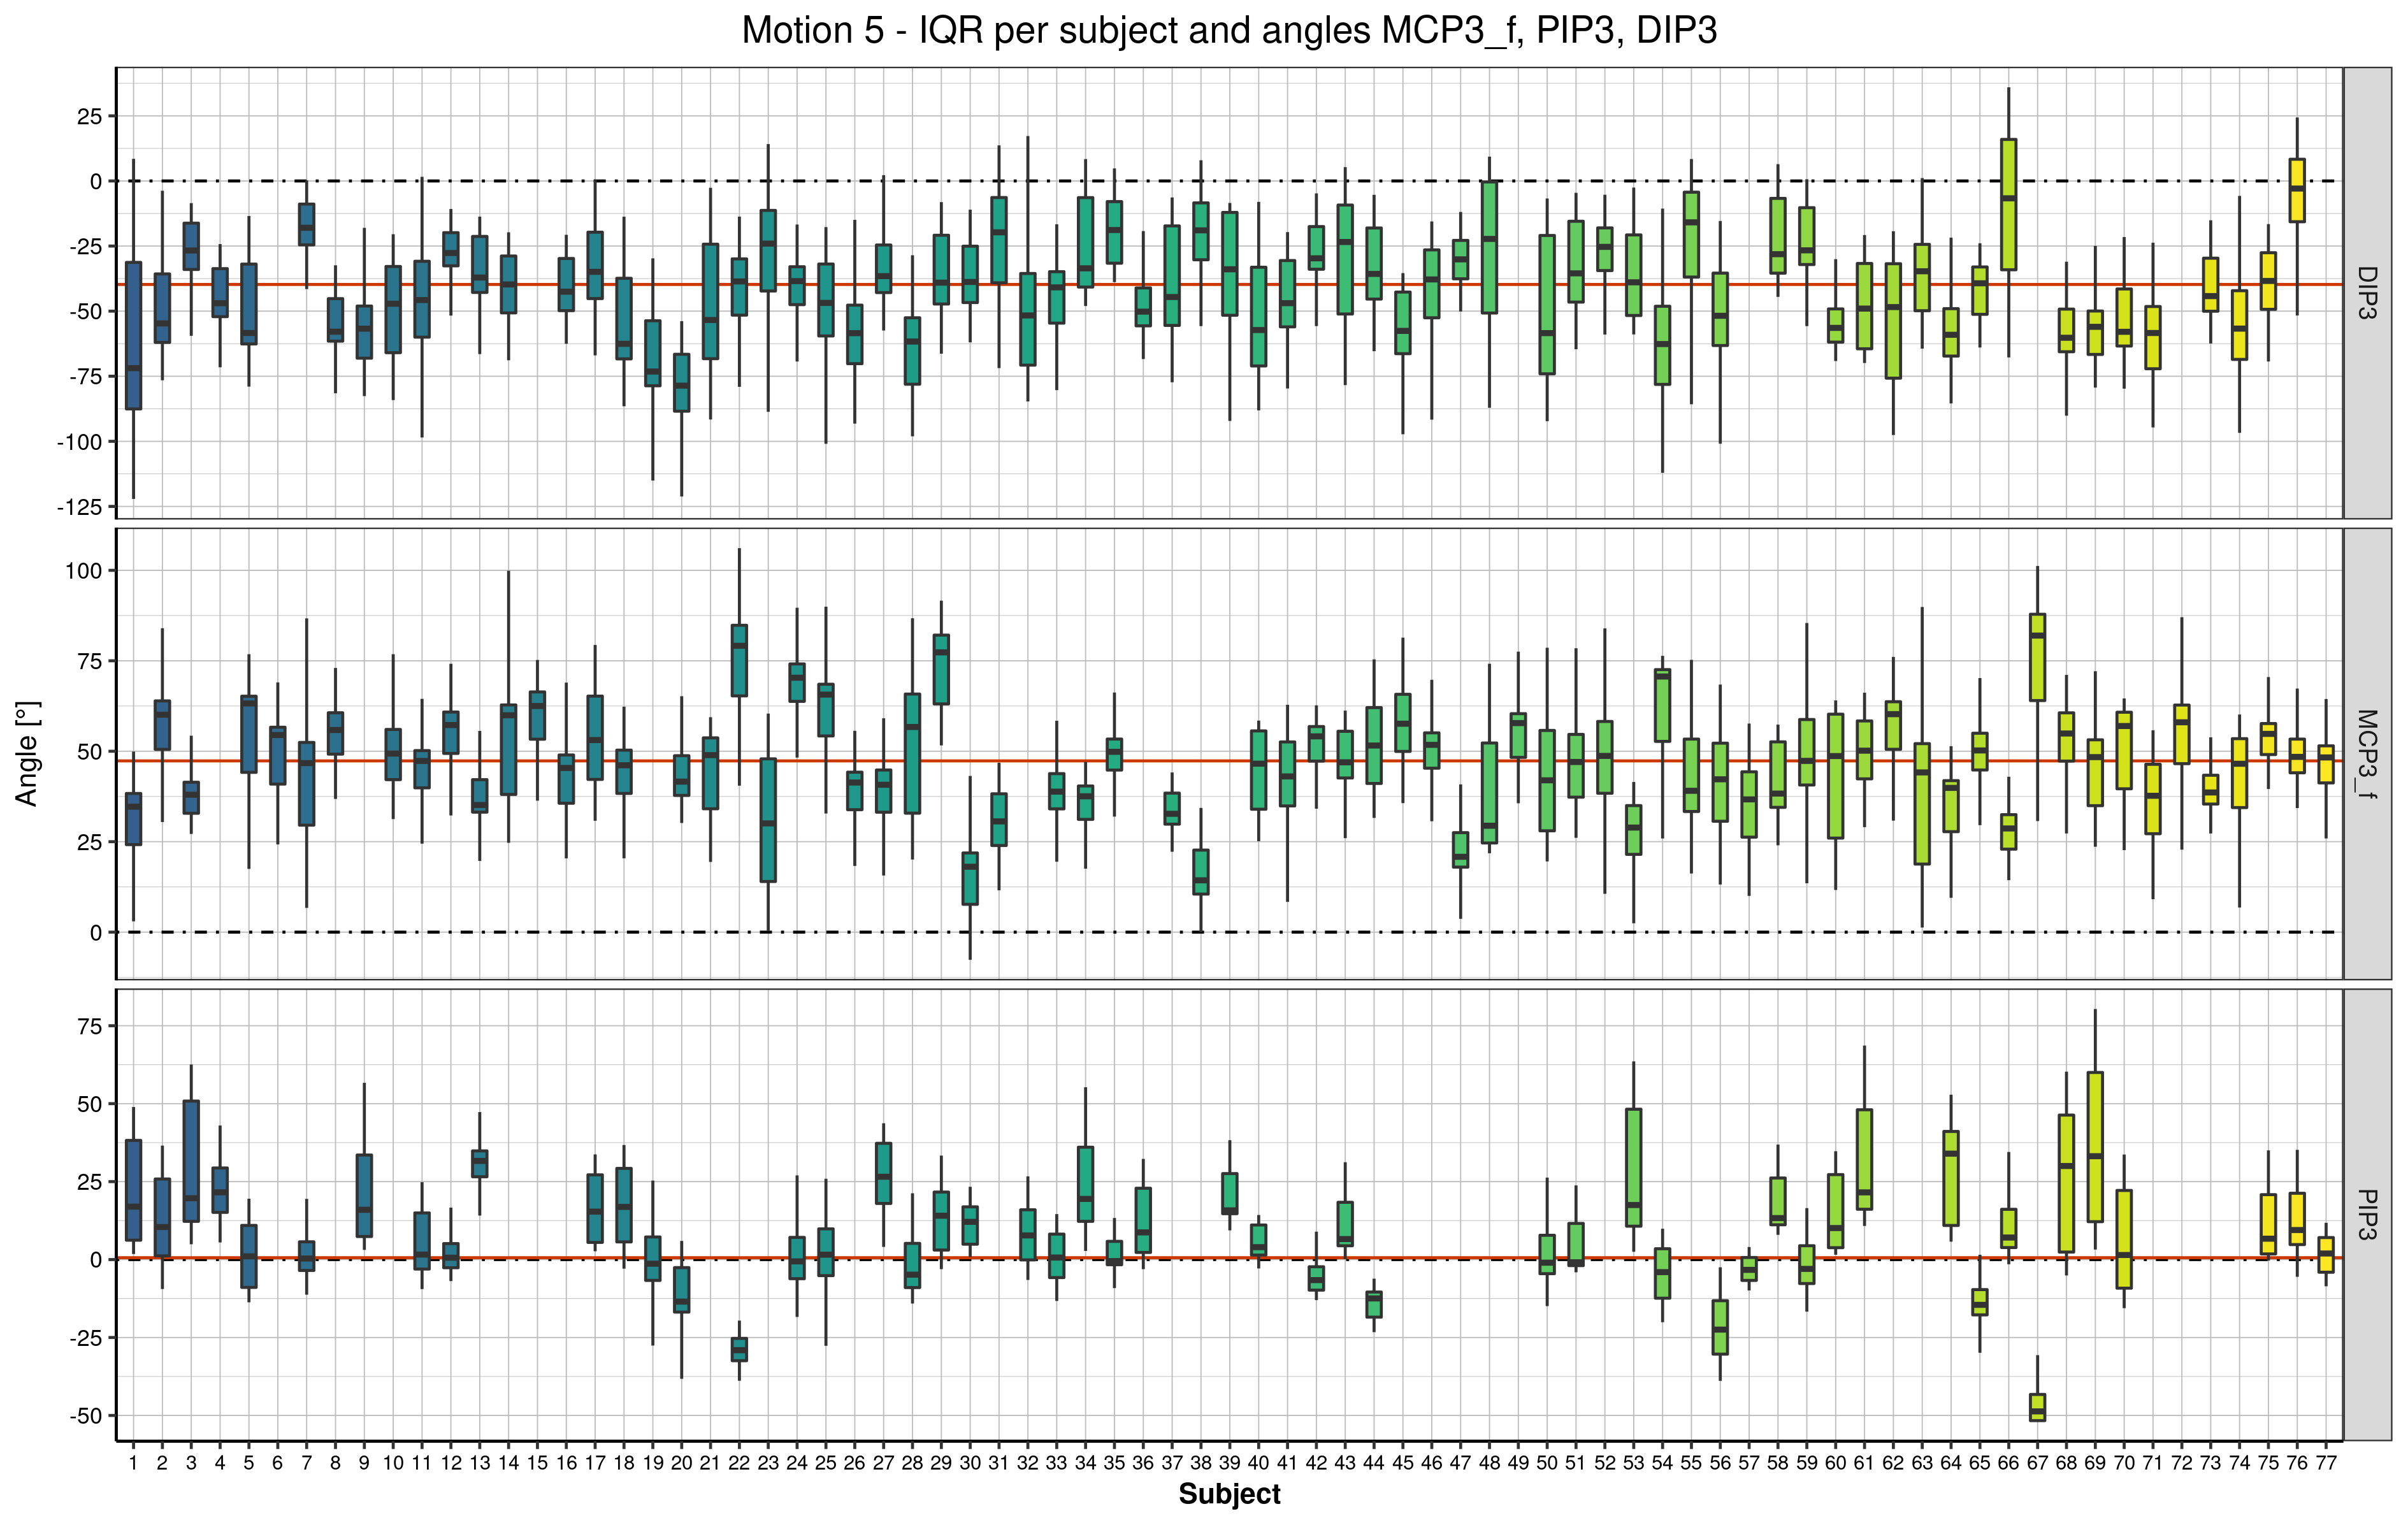 Motion 5 - IQR per subject and angles MCP3_f, PIP3, DIP3
25
0
-25
-50
-75
-100
-125
DIP3
100
75
50
25
0
MCP3_f
Angle [°]
75
50
25
0
-25
-50
PIP3
1 2 3 4 5 6 7 8 9 10 11 12 13 14 15 16 17 18 19 20 21 22 23 24 25 26 27 28 29 30 31 32 33 34 35 36 37 38 39 40 41 42 43 44 45 46 47 48 49 50 51 52 53 54 55 56 57 58 59 60 61 62 63 64 65 66 67 68 69 70 71 72 73 74 75 76 77
Subject